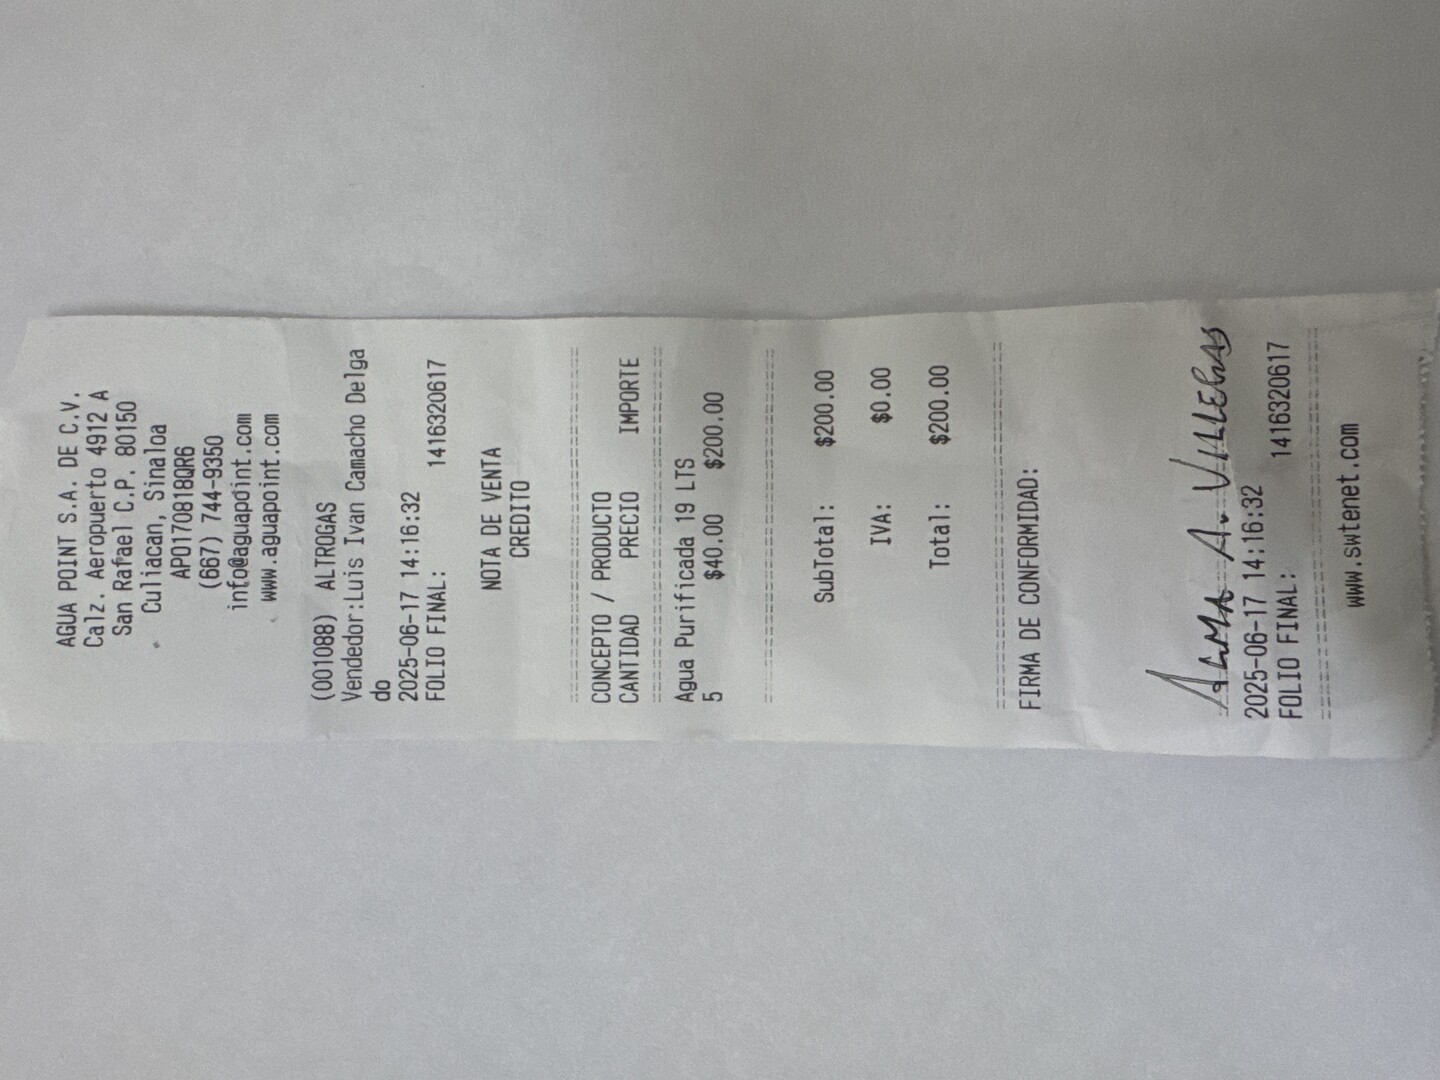 AGUA POINT S.A. DE C.V.
Calz. Aeropuerto 4912 A
San Rafael C.P. 80150
Culiacan, Sinaloa
APO170818QR6
(667) 744-9350
info@aguapdint.com
www.aguapoint.com
(001088) ALTROGAS
Vendedor:Luis Ivan Camacho Delga
do
2025-06-17 14:16:32
FOLIO FINAL: 1416320617
NOTA DE VENTA
CREDITO
CONCEPTO / PRODUCTO
CANTIDAD PRECIO IMPORTE
Agua Purificada 19 LTS
5 $40.00 $200.00
SubTotal: $200.00
IVA: $0.00
Total: $200.00
FIRMA DE CONFORMIDAD:
ALMA A. VILLEGAS
2025-06-17 14:16:32
FOLIO FINAL: 1416320617
www.swtenet.com